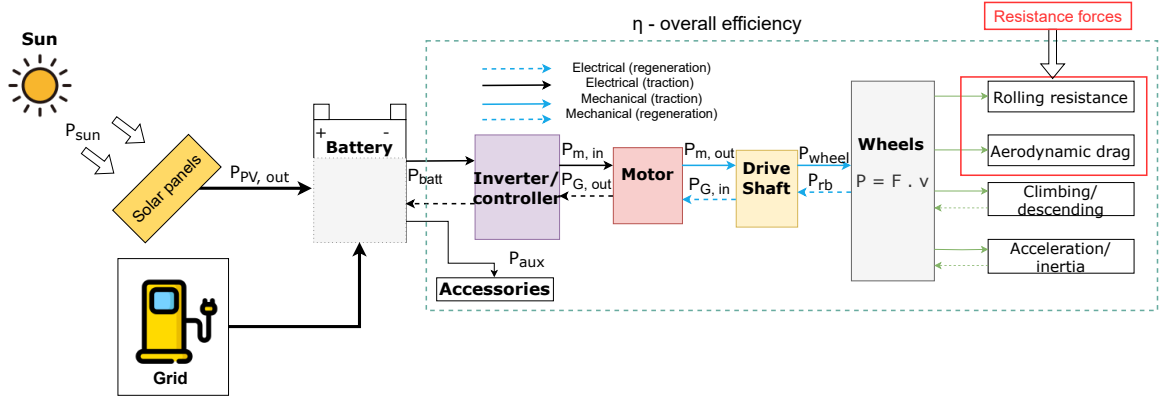 η - overall efficiency
Resistance forces
Sun
Electrical (regeneration)
Electrical (traction)
Mechanical (traction)
Mechanical (regeneration)
Psun
Solar panels
PPV, out
+ -
Battery
Pbatt
Inverter/
controller
Pm, in
PG, out
Motor
Pm, out
PG, in
Drive
Shaft
Pwheel
Prb
Wheels
P = F . v
Rolling resistance
Aerodynamic drag
Climbing/
descending
Acceleration/
inertia
Paux
Accessories
Grid